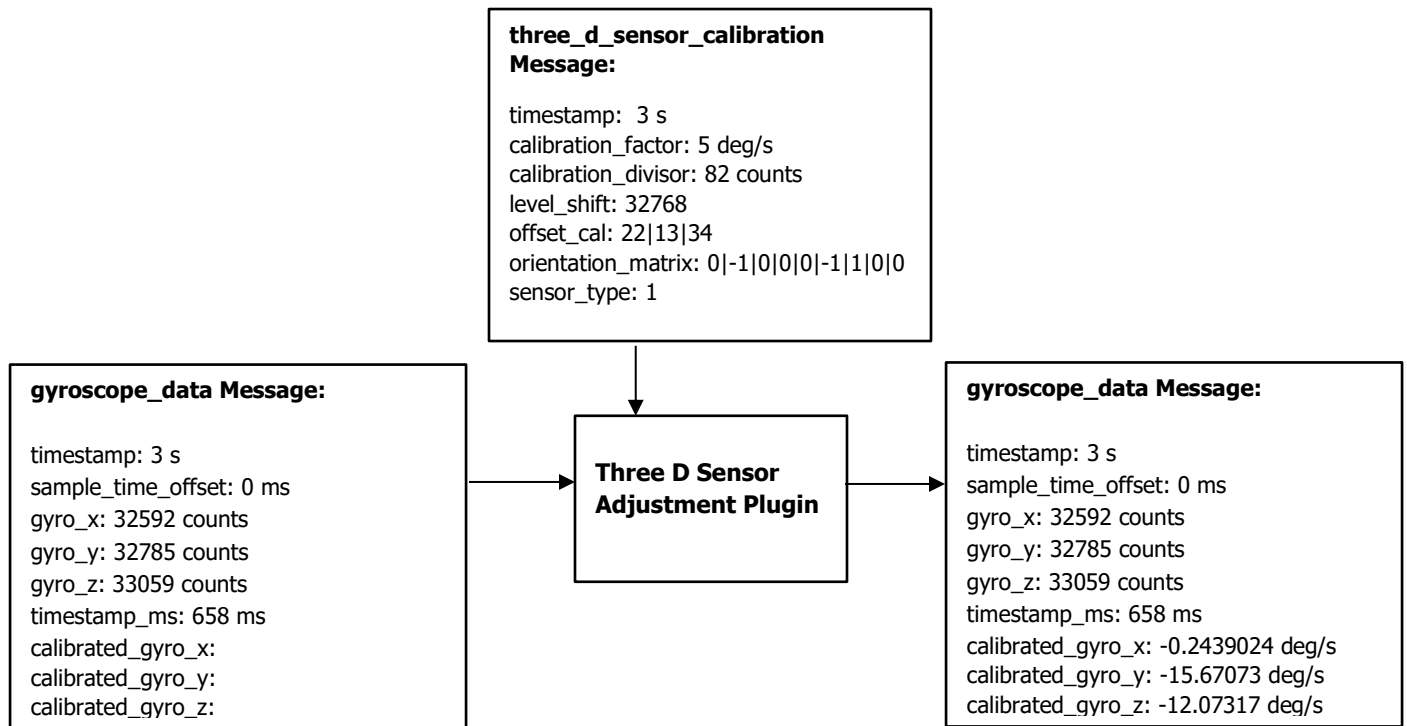 three_d_sensor_calibration
Message:
timestamp:  3 s
calibration_factor: 5 deg/s
calibration_divisor: 82 counts
level_shift: 32768
offset_cal: 22|13|34
orientation_matrix: 0|-1|0|0|0|-1|1|0|0
sensor_type: 1
gyroscope_data Message:
timestamp: 3 s
sample_time_offset: 0 ms
gyro_x: 32592 counts
gyro_y: 32785 counts
gyro_z: 33059 counts
timestamp_ms: 658 ms
calibrated_gyro_x:
calibrated_gyro_y:
calibrated_gyro_z:
Three D Sensor
Adjustment Plugin
gyroscope_data Message:
timestamp: 3 s
sample_time_offset: 0 ms
gyro_x: 32592 counts
gyro_y: 32785 counts
gyro_z: 33059 counts
timestamp_ms: 658 ms
calibrated_gyro_x: -0.2439024 deg/s
calibrated_gyro_y: -15.67073 deg/s
calibrated_gyro_z: -12.07317 deg/s